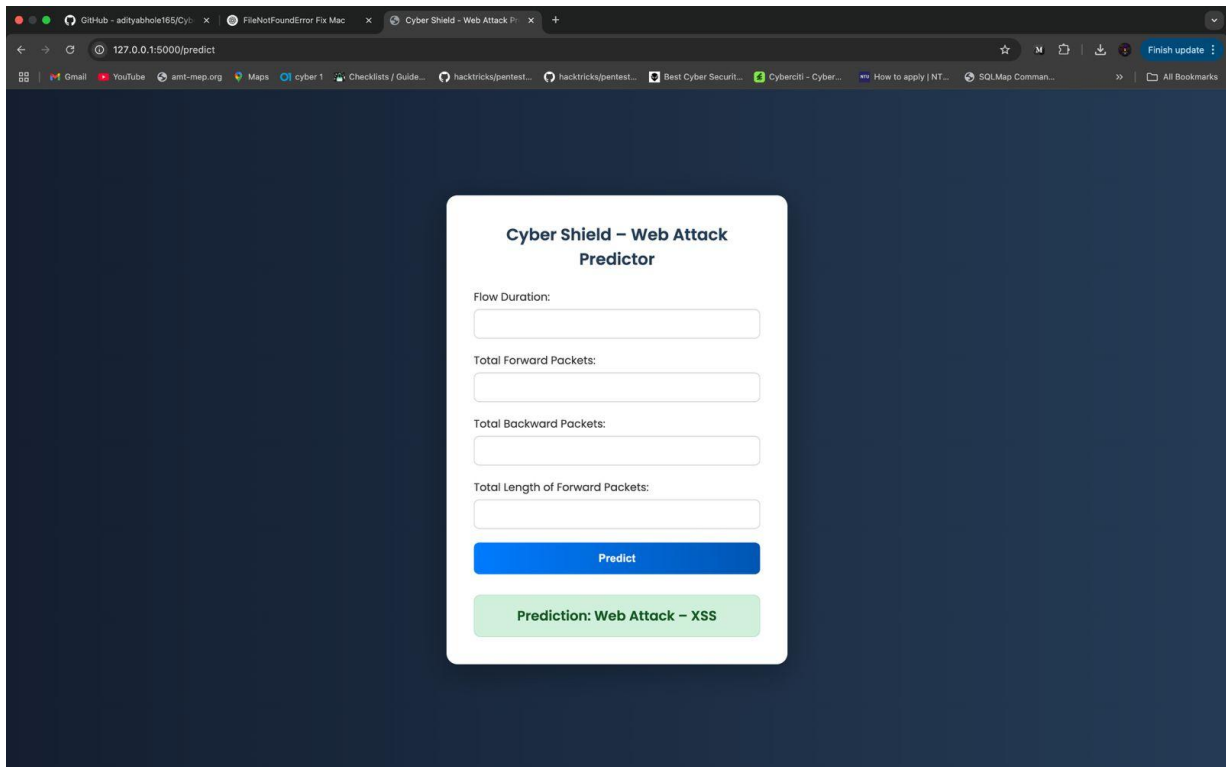 GitHub - adityabhole165/Cyb
FileNotFoundError Fix Mac
Cyber Shield - Web Attack Pr
127.0.0.1:5000/predict
Finish update
Gmail
YouTube
amt-mep.org
Maps
cyber 1
Checklists / Guide...
hacktricks/pentest...
hacktricks/pentest...
Best Cyber Securit...
Cyberciti - Cyber...
How to apply | NT...
SQLMap Comman...
All Bookmarks
Cyber Shield – Web Attack
Predictor
Flow Duration:
Total Forward Packets:
Total Backward Packets:
Total Length of Forward Packets:
Predict
Prediction: Web Attack – XSS